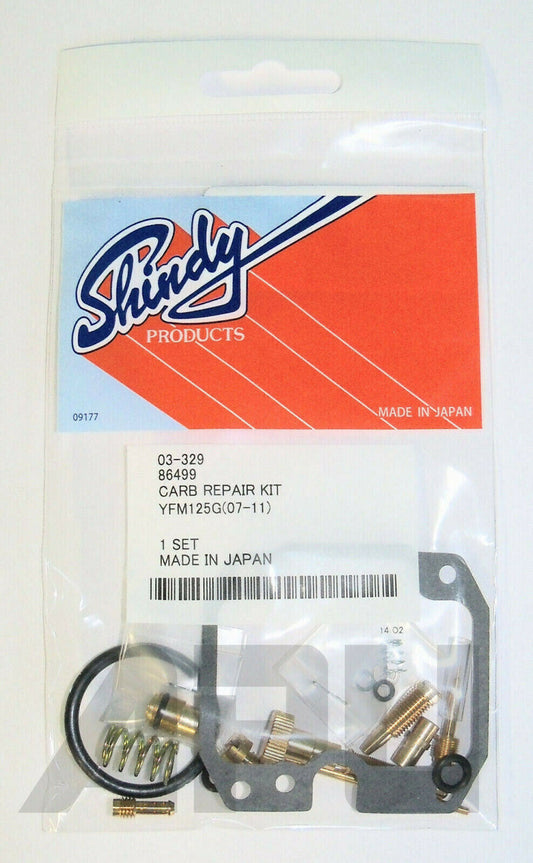 Shindy
PRODUCTS
09177
MADE IN JAPAN
03-329
86499
CARB REPAIR KIT
YFM125G(07-11)
1 SET
MADE IN JAPAN
14 02